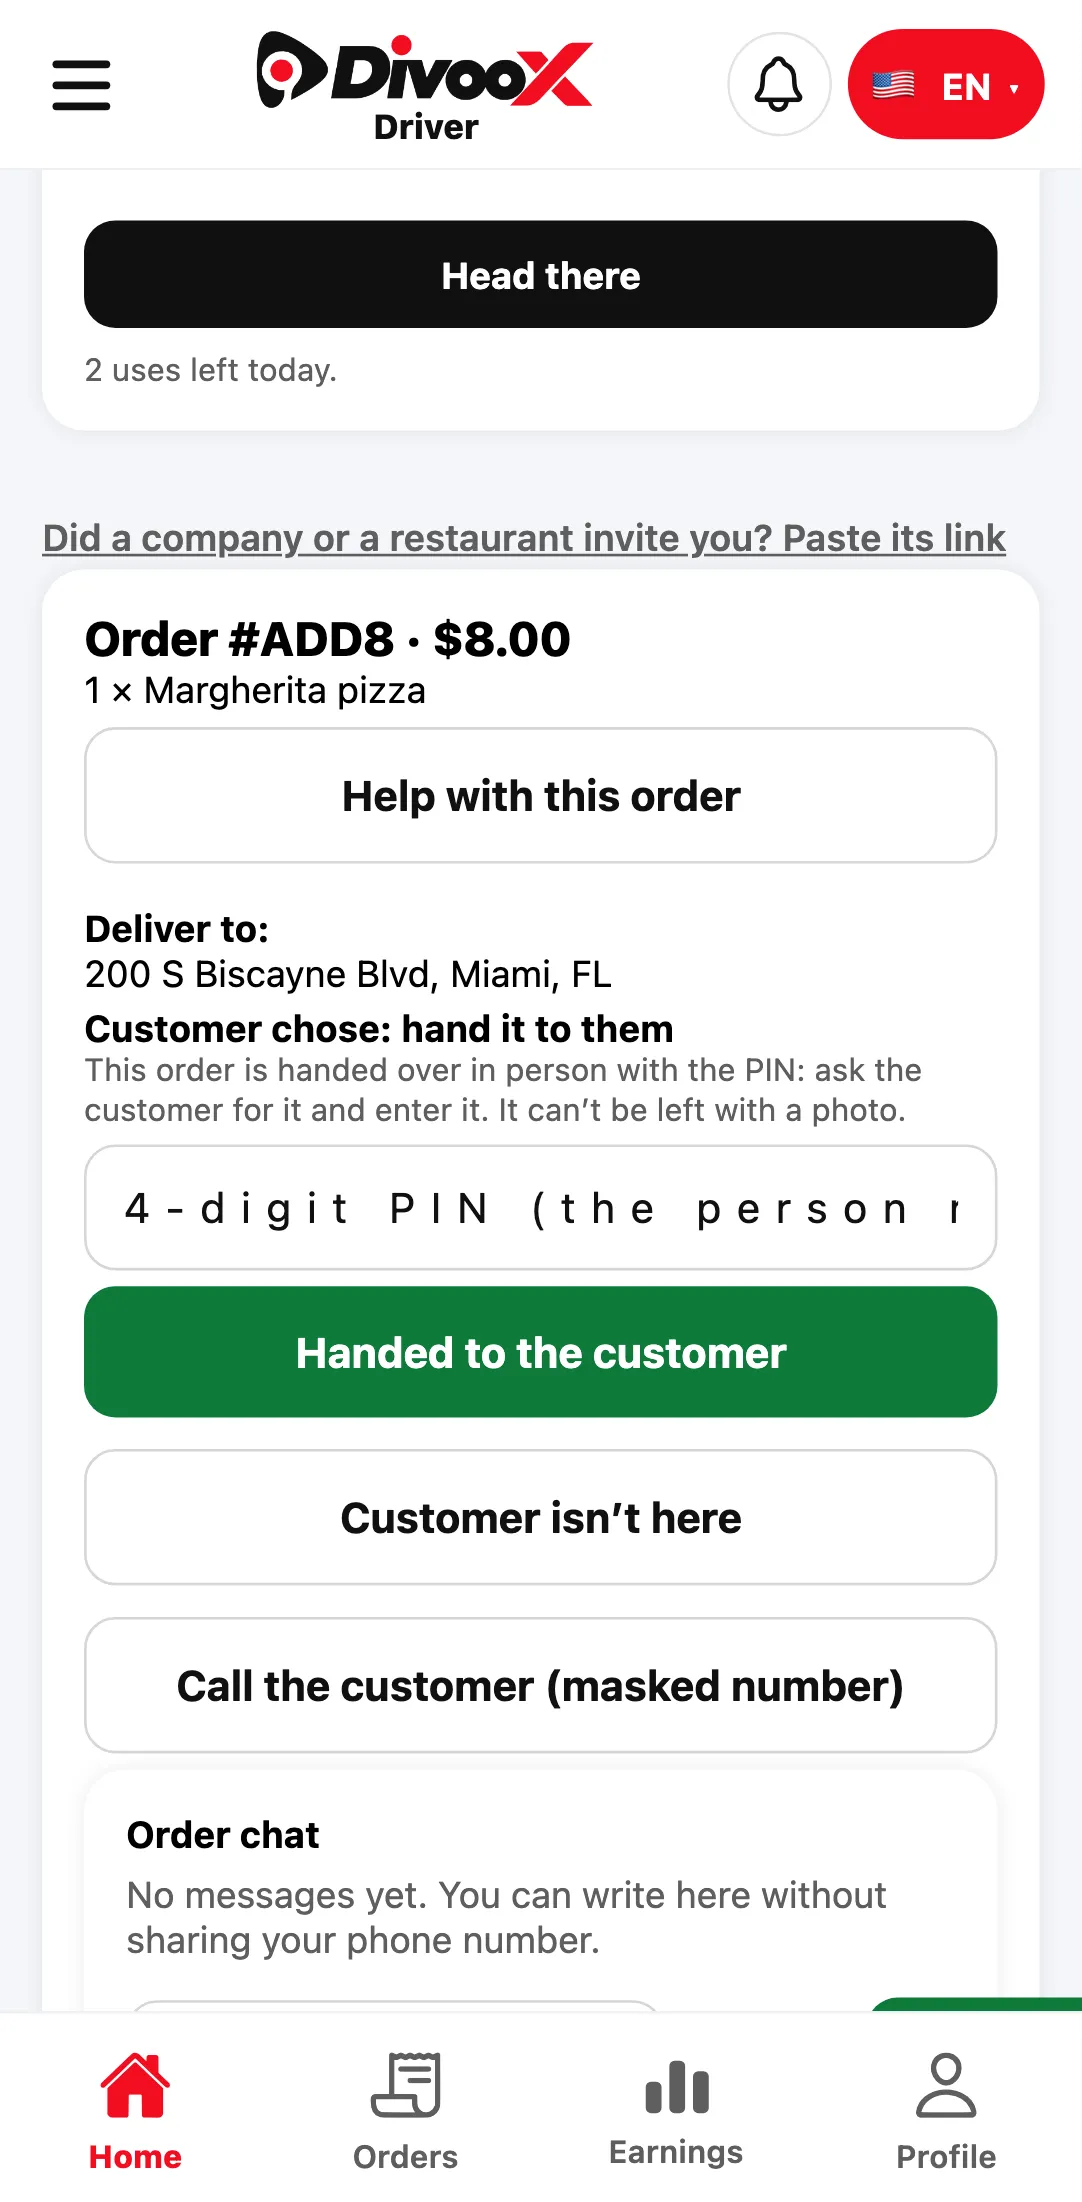 DivooX
Driver
EN
Head there
2 uses left today.
Did a company or a restaurant invite you? Paste its link
Order #ADD8 · $8.00
1 × Margherita pizza
Help with this order
Deliver to:
200 S Biscayne Blvd, Miami, FL
Customer chose: hand it to them
This order is handed over in person with the PIN: ask the
customer for it and enter it. It can’t be left with a photo.
4-digit PIN (the person
Handed to the customer
Customer isn’t here
Call the customer (masked number)
Order chat
No messages yet. You can write here without
sharing your phone number.
Home
Orders
Earnings
Profile